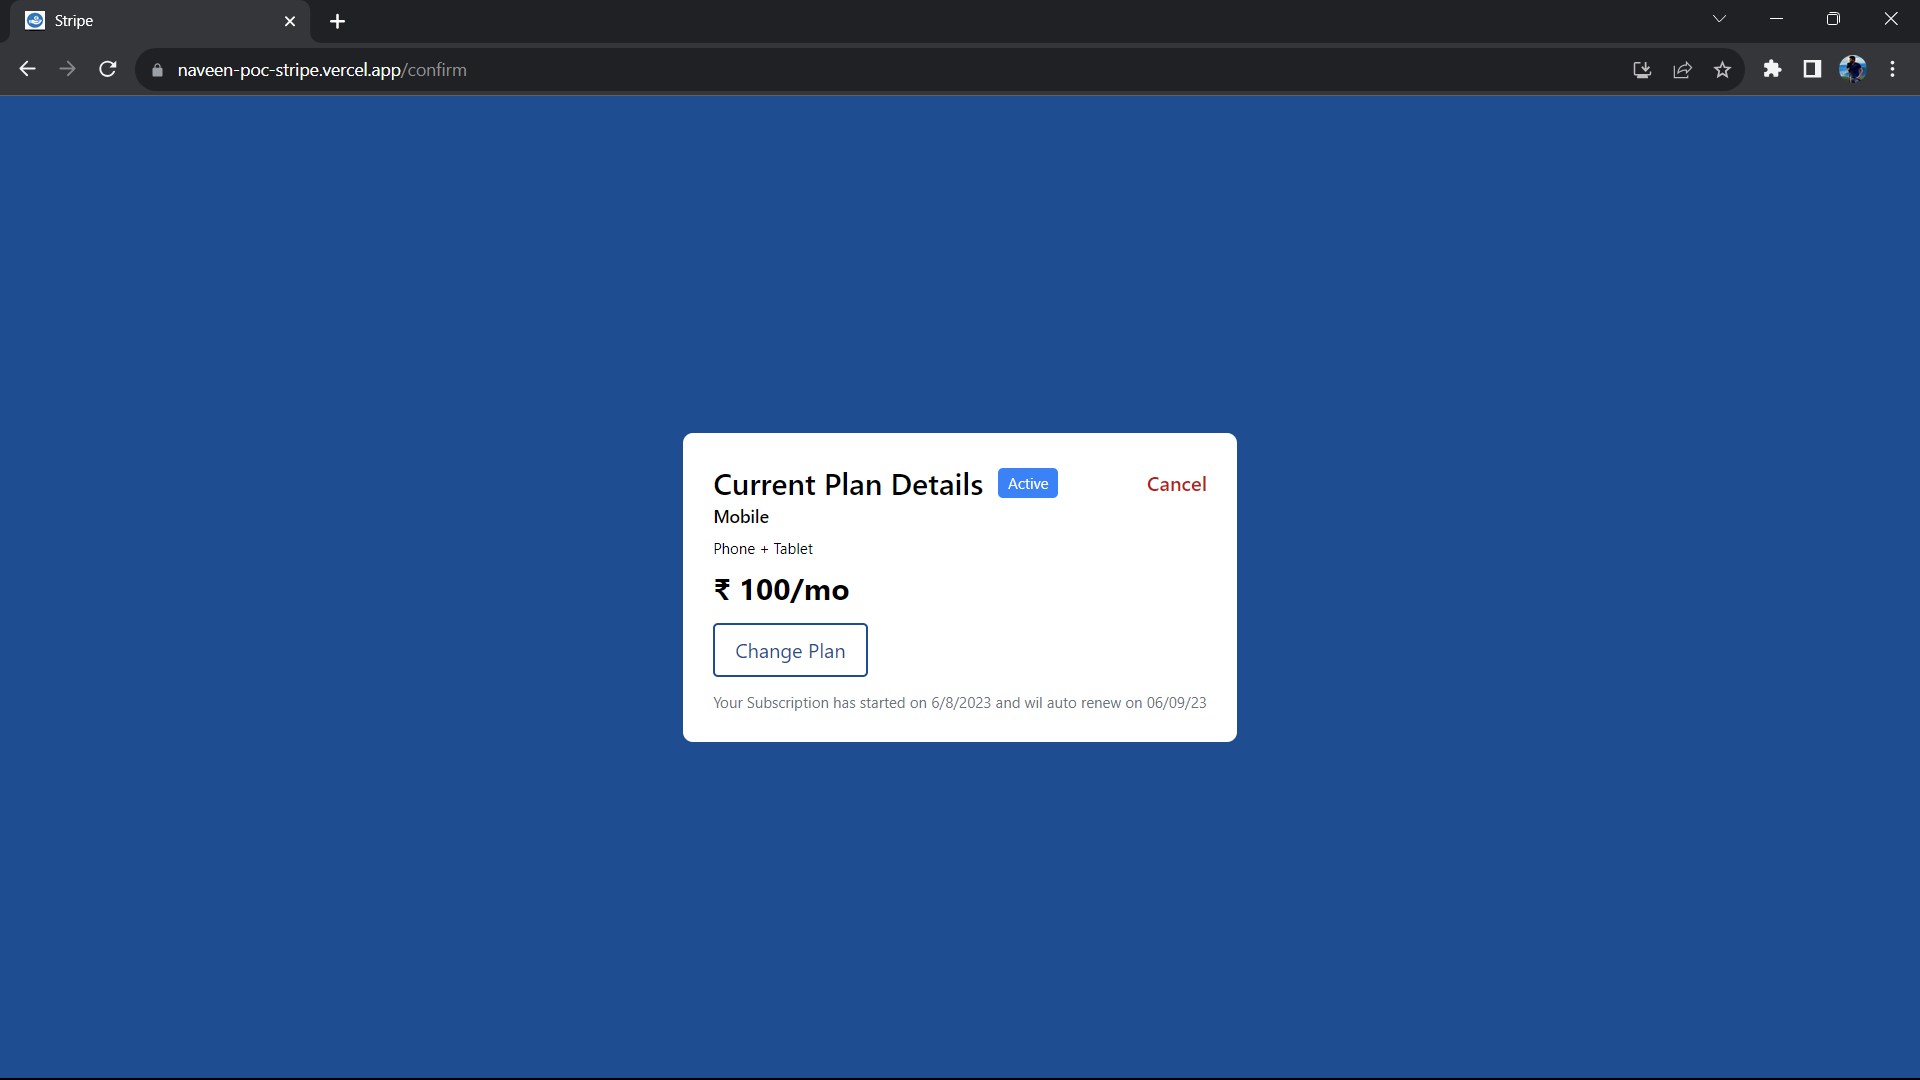 Stripe
naveen-poc-stripe.vercel.app/confirm
Current Plan Details Active Cancel
Mobile
Phone + Tablet
₹ 100/mo
Change Plan
Your Subscription has started on 6/8/2023 and wil auto renew on 06/09/23